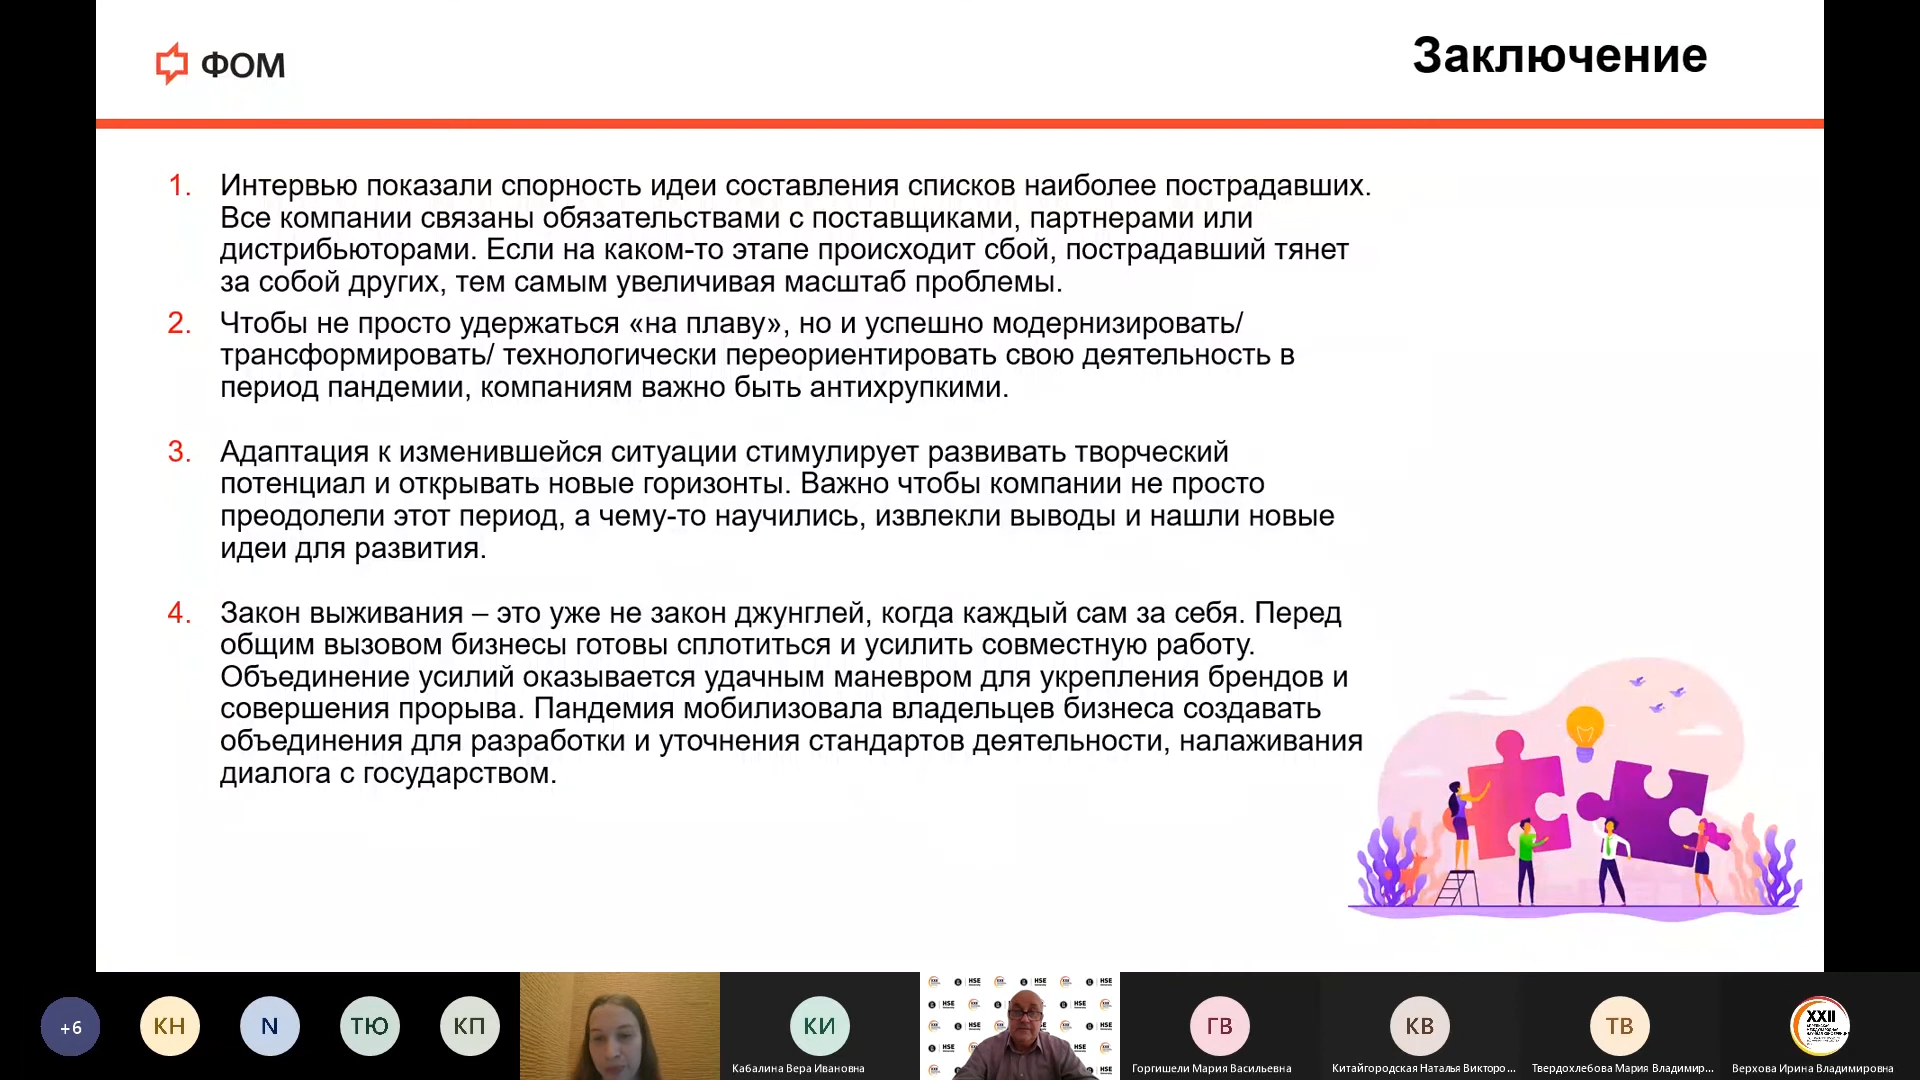 ФОМ
Заключение
1. Интервью показали спорность идеи составления списков наиболее пострадавших.
Все компании связаны обязательствами с поставщиками, партнерами или
дистрибьюторами. Если на каком-то этапе происходит сбой, пострадавший тянет
за собой других, тем самым увеличивая масштаб проблемы.
2. Чтобы не просто удержаться «на плаву», но и успешно модернизировать/
трансформировать/ технологически переориентировать свою деятельность в
период пандемии, компаниям важно быть антихрупкими.
3. Адаптация к изменившейся ситуации стимулирует развивать творческий
потенциал и открывать новые горизонты. Важно чтобы компании не просто
преодолели этот период, а чему-то научились, извлекли выводы и нашли новые
идеи для развития.
4. Закон выживания – это уже не закон джунглей, когда каждый сам за себя. Перед
общим вызовом бизнесы готовы сплотиться и усилить совместную работу.
Объединение усилий оказывается удачным маневром для укрепления брендов и
совершения прорыва. Пандемия мобилизовала владельцев бизнеса создавать
объединения для разработки и уточнения стандартов деятельности, налаживания
диалога с государством.
+6
КН
N
ТЮ
КП
КИ
Кабалина Вера Ивановна
HSE
ГВ
Горгишели Мария Васильевна
КВ
Китайгородская Наталья Викторо...
ТВ
Твердохлебова Мария Владимир...
XXII
Верхова Ирина Владимировна